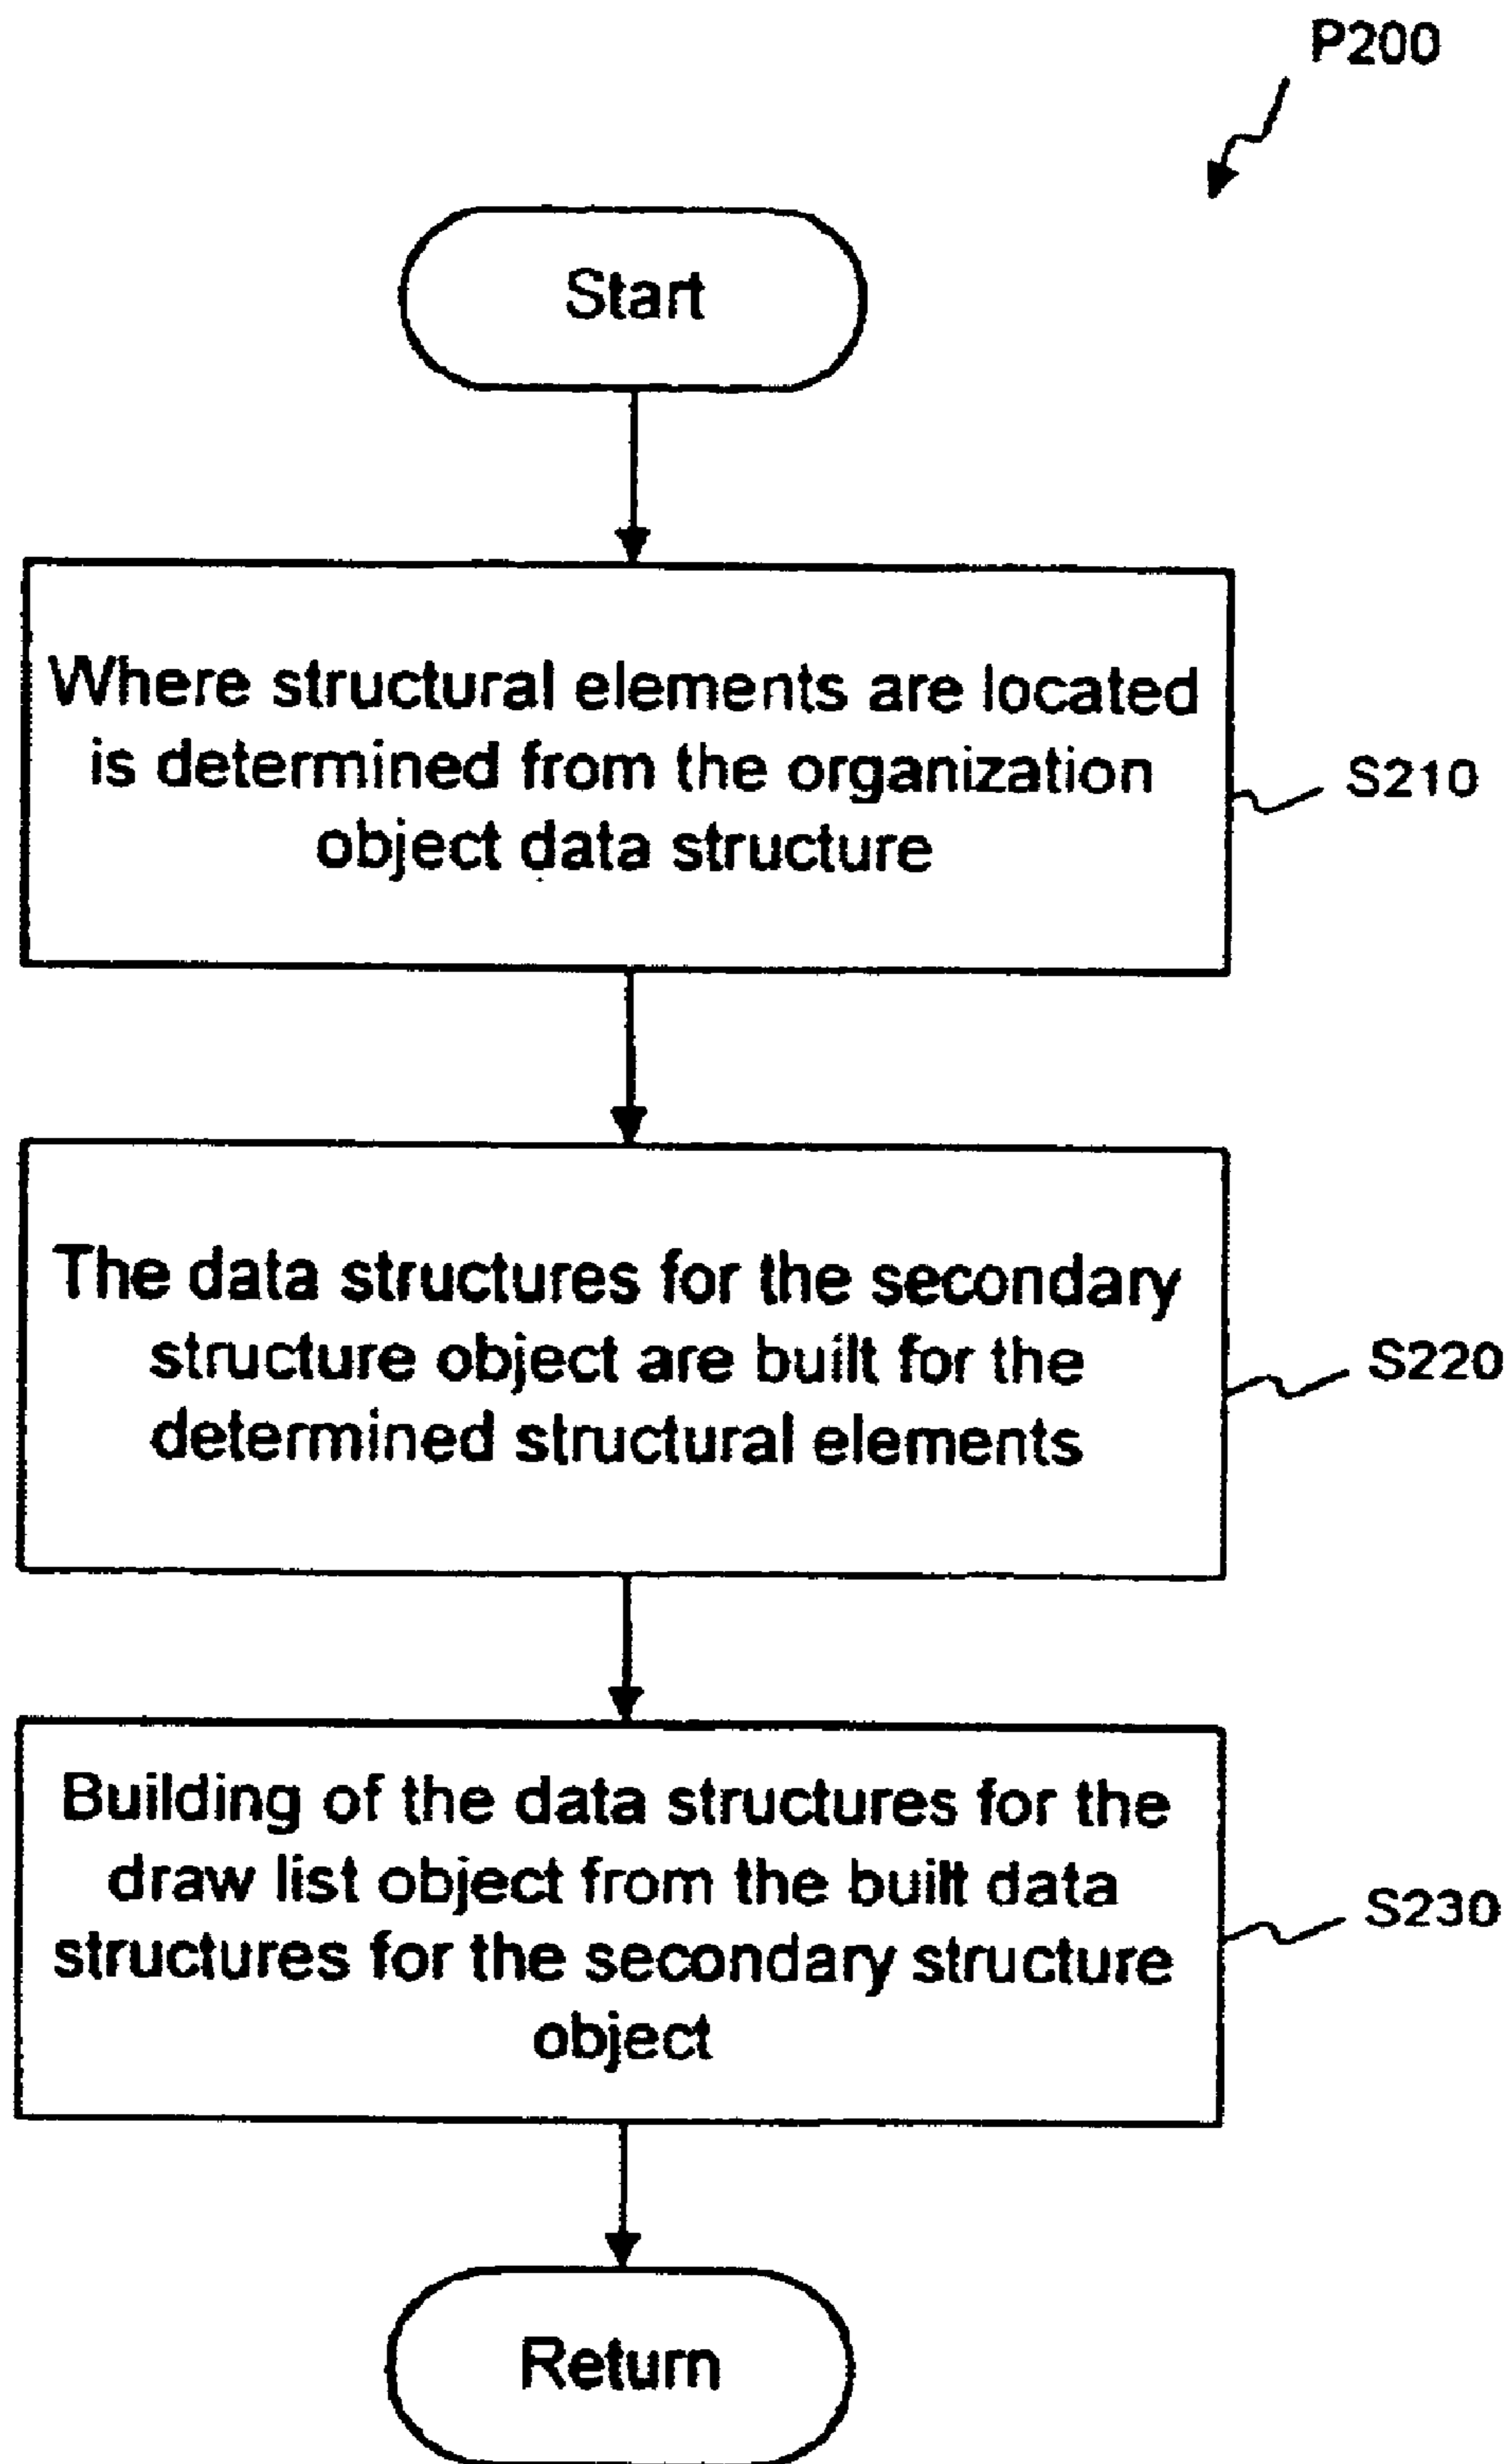 P200
Start
Where structural elements are located
is determined from the organization
object data structure
S210
The data structures for the secondary
structure object are built for the
determined structural elements
S220
Building of the data structures for the
draw list object from the built data
structures for the secondary structure
object
S230
Return